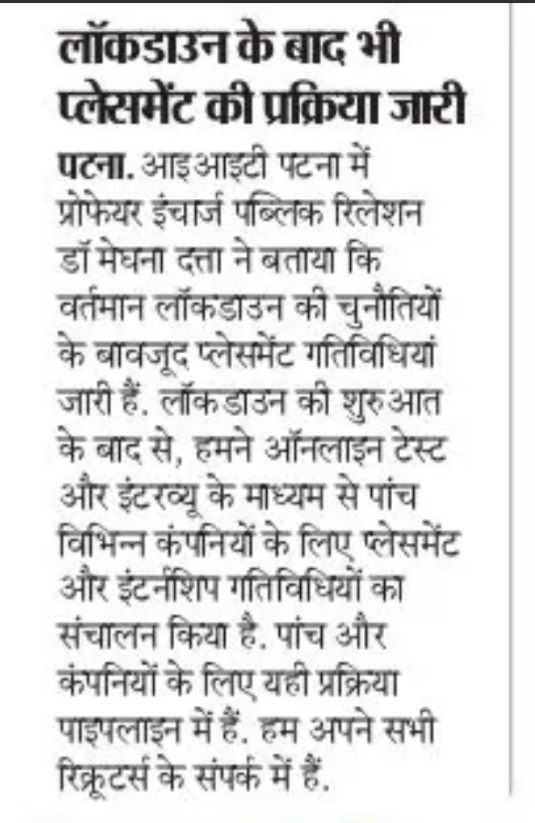 लॉकडाउन के बाद भी
प्लेसमेंट की प्रक्रिया जारी
पटना. आइआइटी पटना में
प्रोफेयर इंचार्ज पब्लिक रिलेशन
डॉ मेघना दत्ता ने बताया कि
वर्तमान लॉकडाउन की चुनौतियों
के बावजूद प्लेसमेंट गतिविधियां
जारी हैं. लॉकडाउन की शुरुआत
के बाद से, हमने ऑनलाइन टेस्ट
और इंटरव्यू के माध्यम से पांच
विभिन्न कंपनियों के लिए प्लेसमेंट
और इंटर्नशिप गतिविधियों का
संचालन किया है. पांच और
कंपनियों के लिए यही प्रक्रिया
पाइपलाइन में हैं. हम अपने सभी
रिक्रूटर्स के संपर्क में हैं.